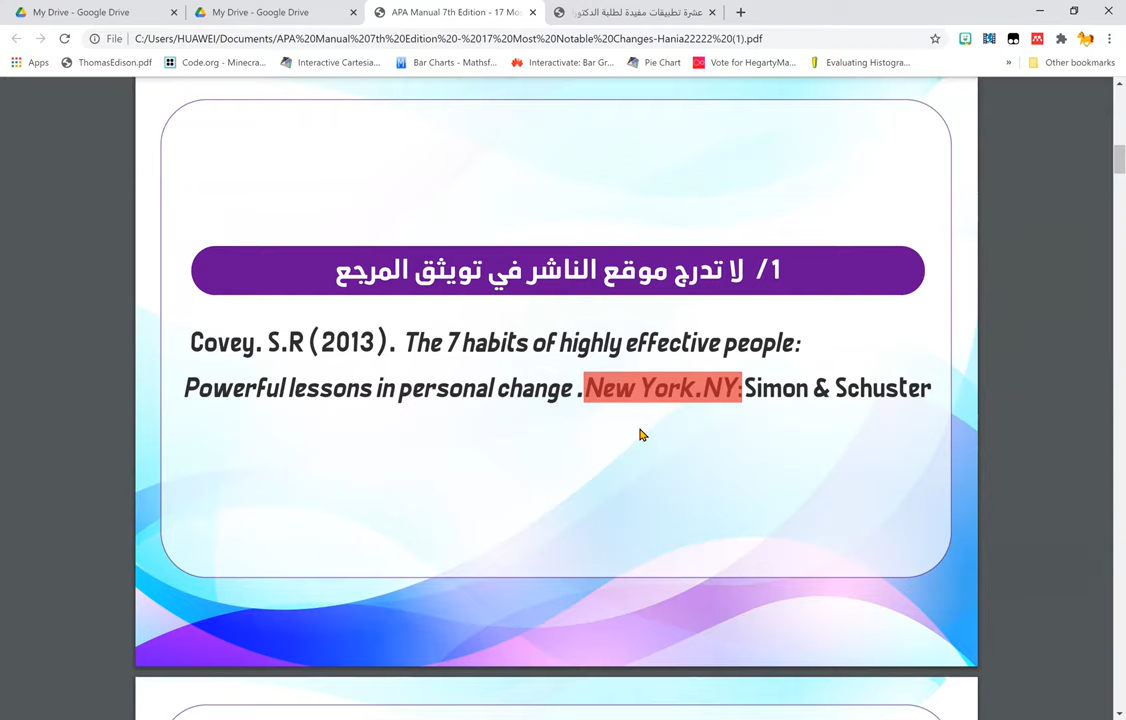 My Drive - Google Drive
My Drive - Google Drive
APA Manual 7th Edition - 17 Mos
عشرة تطبيقات مفيدة لطلبة الدكتورا
File
C:/Users/HUAWEI/Documents/APA%20Manual%207th%20Edition%20-%2017%20Most%20Notable%20Changes-Hania22222%20(1).pdf
Apps
ThomasEdison.pdf
Code.org - Minecra...
Interactive Cartesia...
Bar Charts - Mathsf...
Interactivate: Bar Gr...
Pie Chart
Vote for HegartyMa...
Evaluating Histogra...
»
Other bookmarks
1/ لا تدرج موقع الناشر في تويثق المرجع
Covey. S.R (2013). The 7 habits of highly effective people:
Powerful lessons in personal change .New York.NY:Simon & Schuster